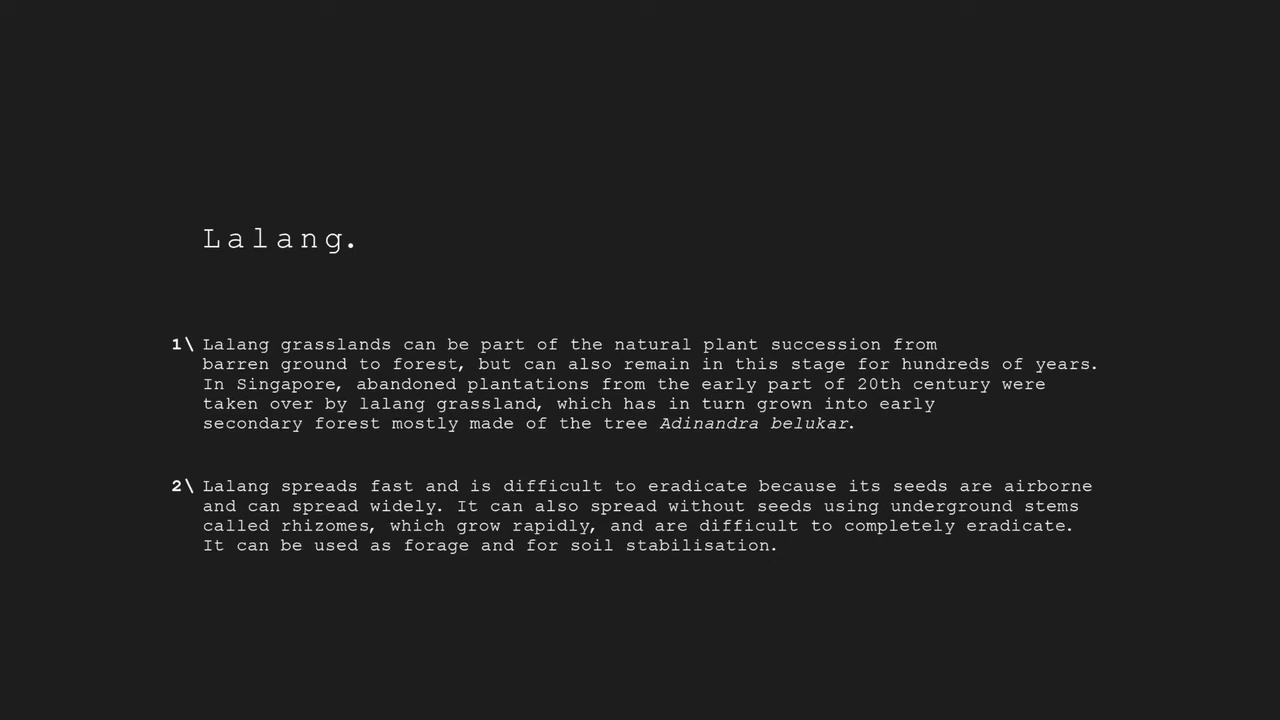 Lalang.
1\ Lalang grasslands can be part of the natural plant succession from
barren ground to forest, but can also remain in this stage for hundreds of years.
In Singapore, abandoned plantations from the early part of 20th century were
taken over by lalang grassland, which has in turn grown into early
secondary forest mostly made of the tree Adinandra belukar.
2\ Lalang spreads fast and is difficult to eradicate because its seeds are airborne
and can spread widely. It can also spread without seeds using underground stems
called rhizomes, which grow rapidly, and are difficult to completely eradicate.
It can be used as forage and for soil stabilisation.